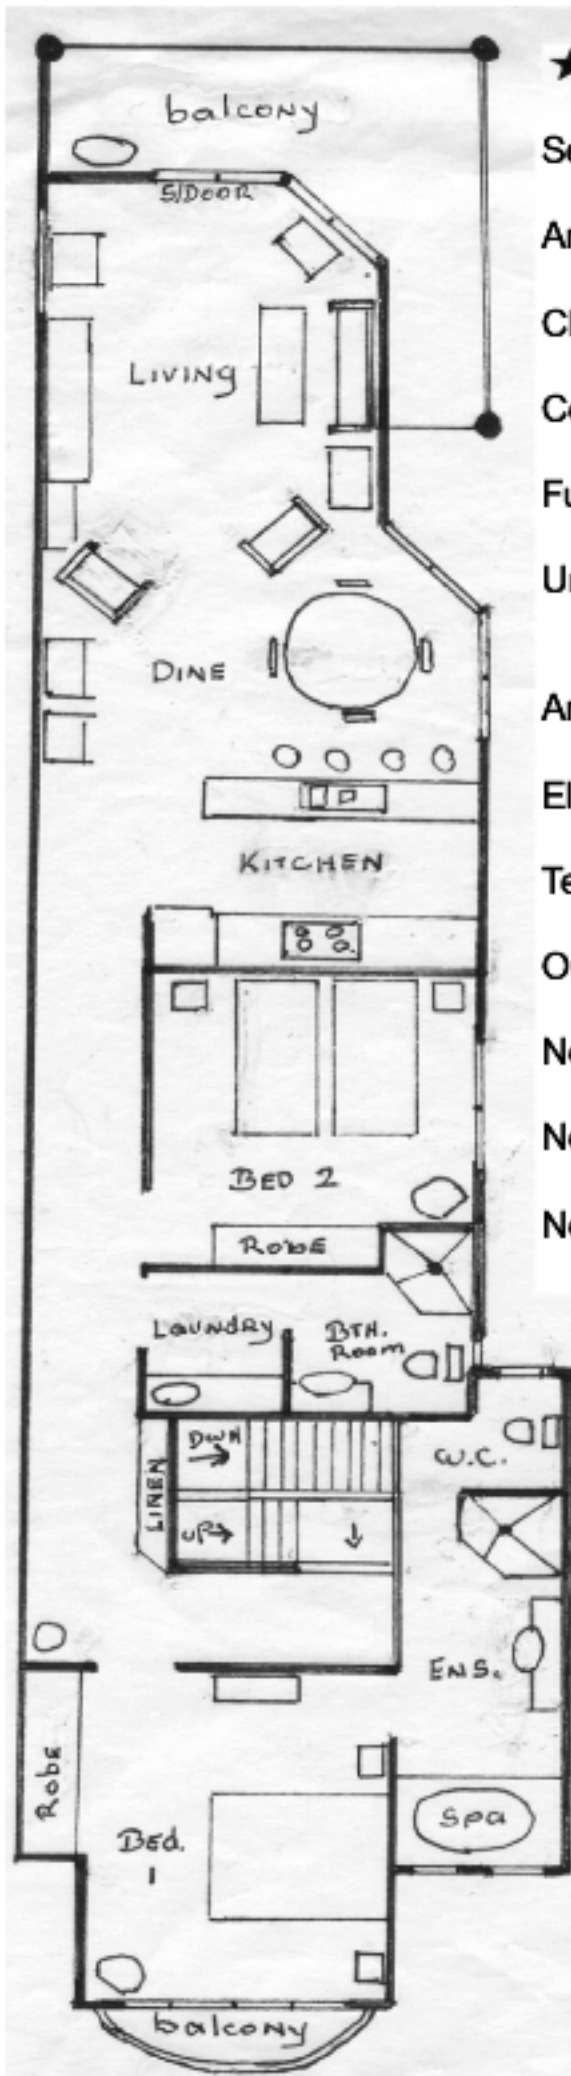 balcony
S/DOOR
LIVING
DINE
KITCHEN
BED 2
ROBE
LAUNDRY
BTH.
ROOM
DWN
W.C.
LINEN
UP
ENS.
Robe
Bed.
1
Spa
balcony